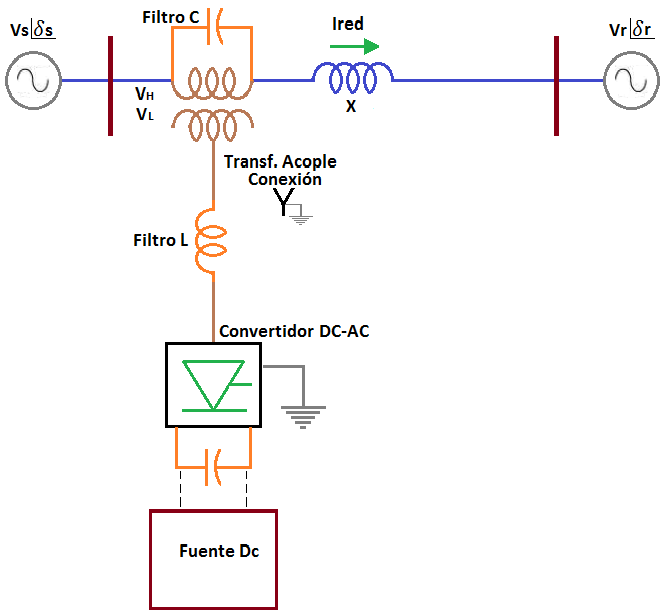 Filtro C
Vs|δs
Ired
Vr|δr
VH
VL
X
Transf. Acople
Conexión
Filtro L
Convertidor DC-AC
Fuente Dc